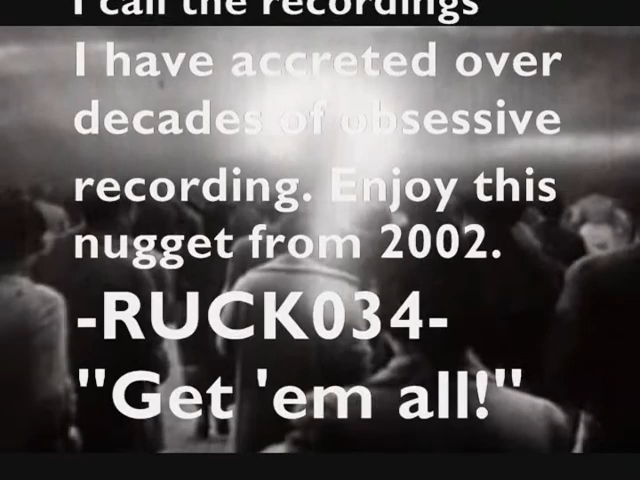 I call the recordings
I have accreted over
decades of obsessive
recording. Enjoy this
nugget from 2002.
-RUCK034-
"Get 'em all!"